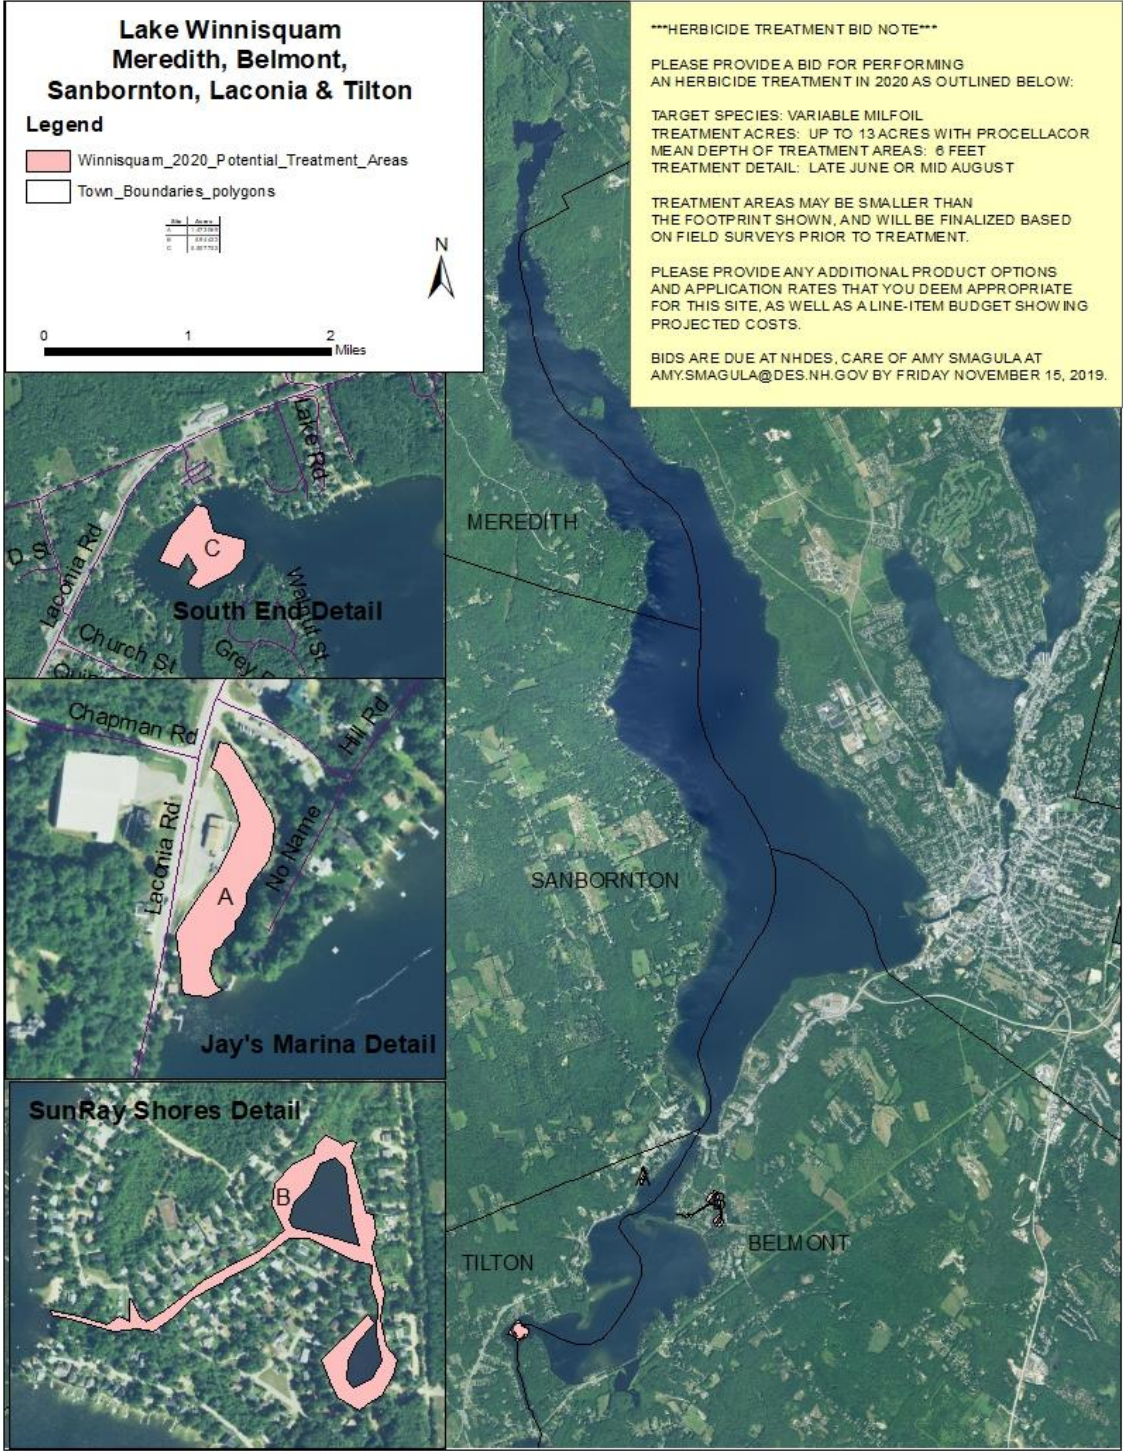 Lake Winnisquam
Meredith, Belmont,
Sanbornton, Laconia & Tilton
Legend
Winnisquam_2020_Potential_Treatment_Areas
Town_Boundaries_polygons
Site Acres
A
B
C
N
0 1 2
Miles
***HERBICIDE TREATMENT BID NOTE***
PLEASE PROVIDE A BID FOR PERFORMING
AN HERBICIDE TREATMENT IN 2020 AS OUTLINED BELOW:
TARGET SPECIES: VARIABLE MILFOIL
TREATMENT ACRES: UP TO 13 ACRES WITH PROCELLACOR
MEAN DEPTH OF TREATMENT AREAS: 6 FEET
TREATMENT DETAIL: LATE JUNE OR MID AUGUST
TREATMENT AREAS MAY BE SMALLER THAN
THE FOOTPRINT SHOWN, AND WILL BE FINALIZED BASED
ON FIELD SURVEYS PRIOR TO TREATMENT.
PLEASE PROVIDE ANY ADDITIONAL PRODUCT OPTIONS
AND APPLICATION RATES THAT YOU DEEM APPROPRIATE
FOR THIS SITE, AS WELL AS A LINE-ITEM BUDGET SHOWING
PROJECTED COSTS.
BIDS ARE DUE AT NHDES, CARE OF AMY SMAGULA AT
AMY.SMAGULA@DES.NH.GOV BY FRIDAY NOVEMBER 15, 2019.
Lake Rd
D St
Laconia Rd
C
Walnut St
South End Detail
Church St
Grey
Chapman Rd
Hill Rd
Laconia Rd
No Name
A
Jay's Marina Detail
SunRay Shores Detail
B
MEREDITH
SANBORNTON
A
BELMONT
TILTON